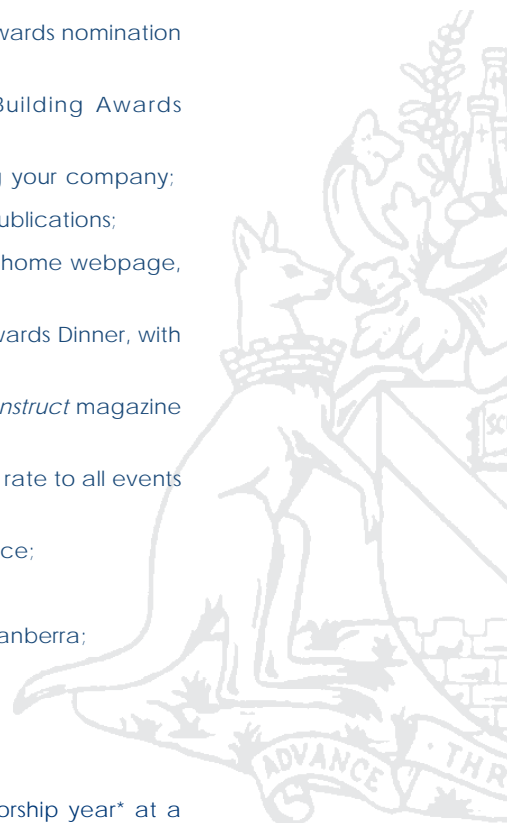 wards nomination
Building Awards
g your company;
ublications;
home webpage,
wards Dinner, with
nstruct magazine
rate to all events
ce;
anberra;
orship year* at a
SC
ADVANCE
· THR